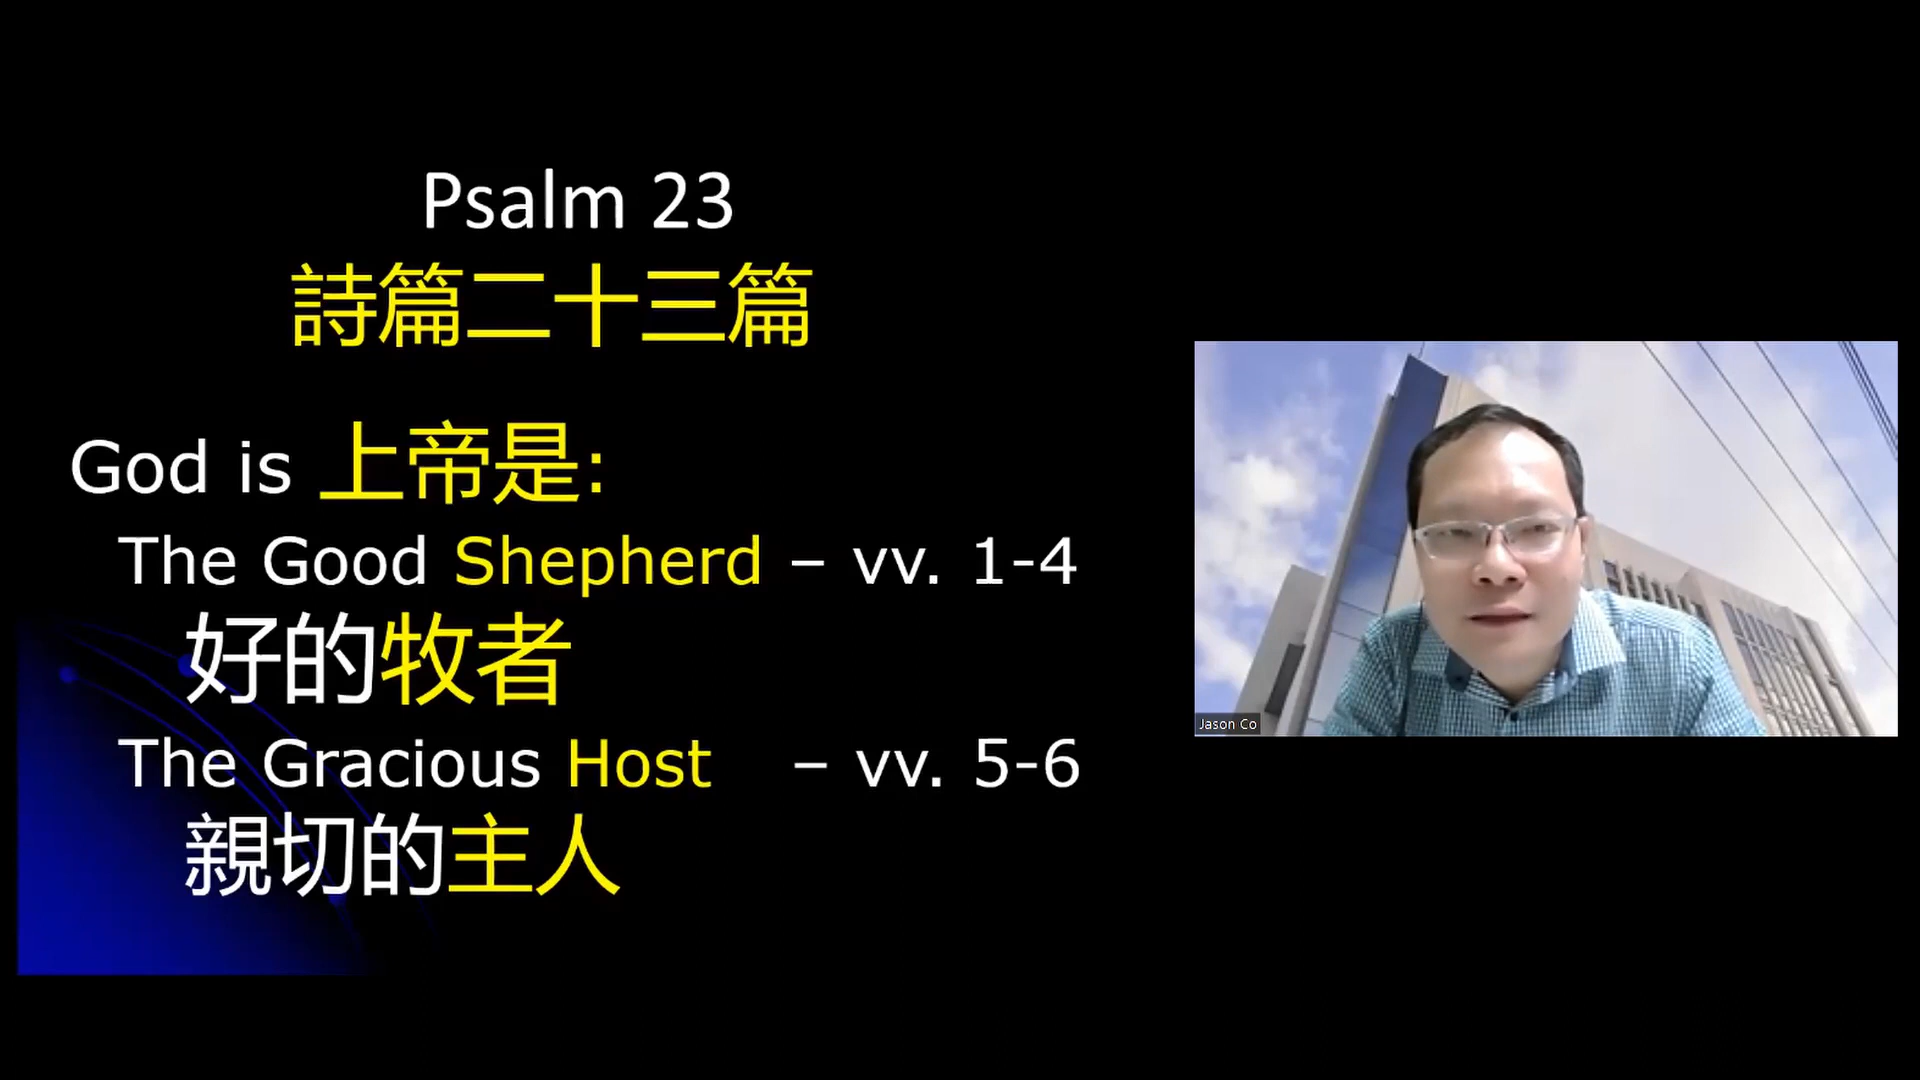 Psalm 23
詩篇二十三篇
God is 上帝是:
The Good Shepherd – vv. 1-4
好的牧者
The Gracious Host – vv. 5-6
親切的主人
Jason Co